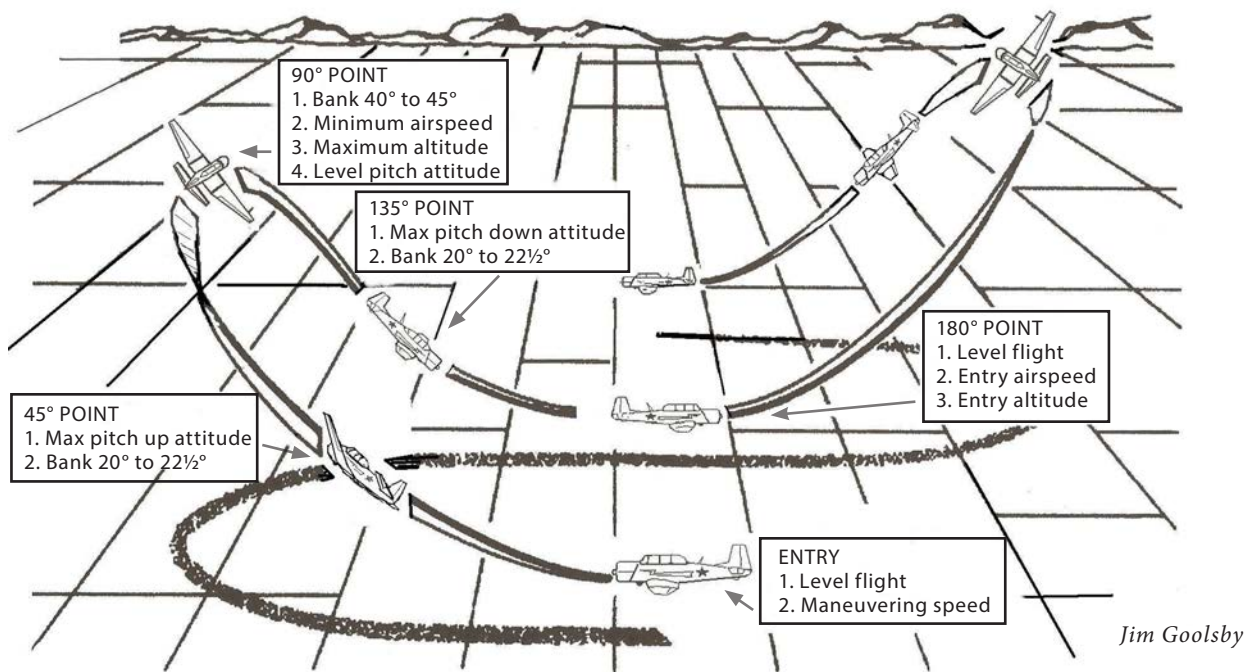 90° POINT
1. Bank 40° to 45°
2. Minimum airspeed
3. Maximum altitude
4. Level pitch attitude
135° POINT
1. Max pitch down attitude
2. Bank 20° to 22½°
180° POINT
1. Level flight
2. Entry airspeed
3. Entry altitude
45° POINT
1. Max pitch up attitude
2. Bank 20° to 22½°
ENTRY
1. Level flight
2. Maneuvering speed
Jim Goolsby